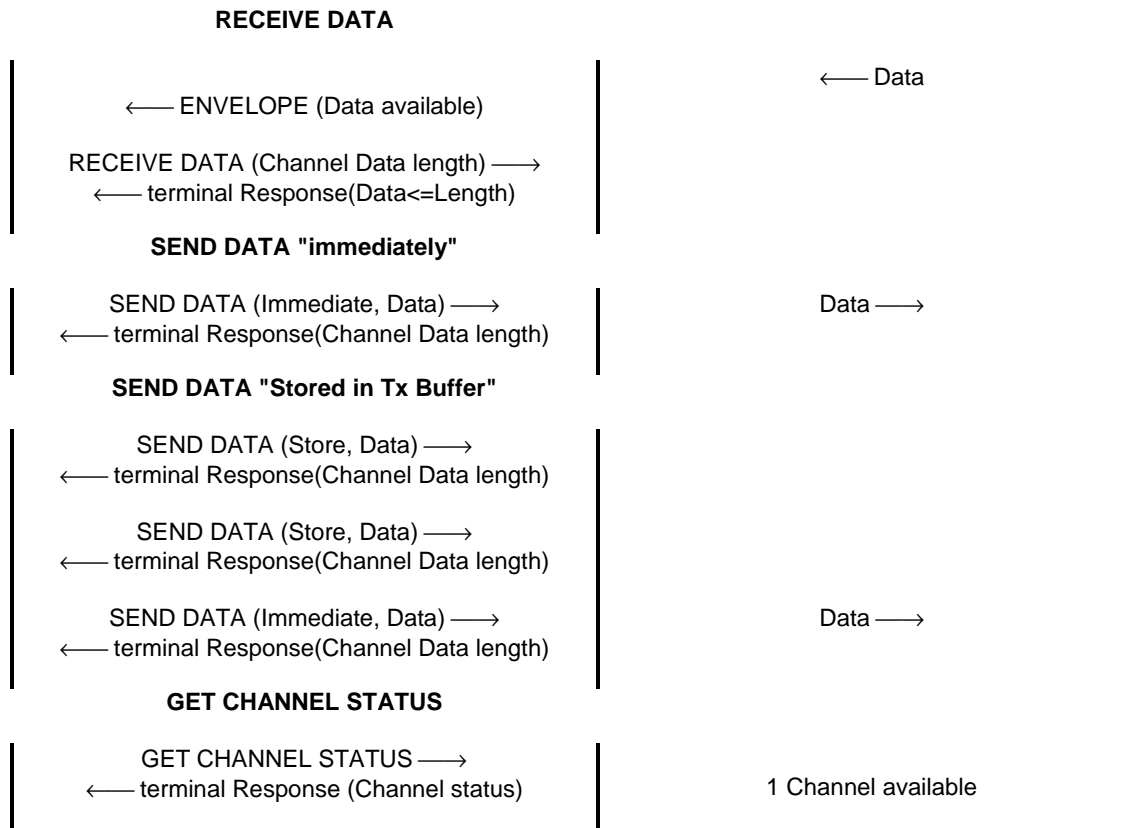 RECEIVE DATA
⟵ Data
⟵ ENVELOPE (Data available)
RECEIVE DATA (Channel Data length) ⟶
⟵ terminal Response(Data<=Length)
SEND DATA "immediately"
SEND DATA (Immediate, Data) ⟶ Data ⟶
⟵ terminal Response(Channel Data length)
SEND DATA "Stored in Tx Buffer"
SEND DATA (Store, Data) ⟶
⟵ terminal Response(Channel Data length)
SEND DATA (Store, Data) ⟶
⟵ terminal Response(Channel Data length)
SEND DATA (Immediate, Data) ⟶ Data ⟶
⟵ terminal Response(Channel Data length)
GET CHANNEL STATUS
GET CHANNEL STATUS ⟶
⟵ terminal Response (Channel status) 1 Channel available